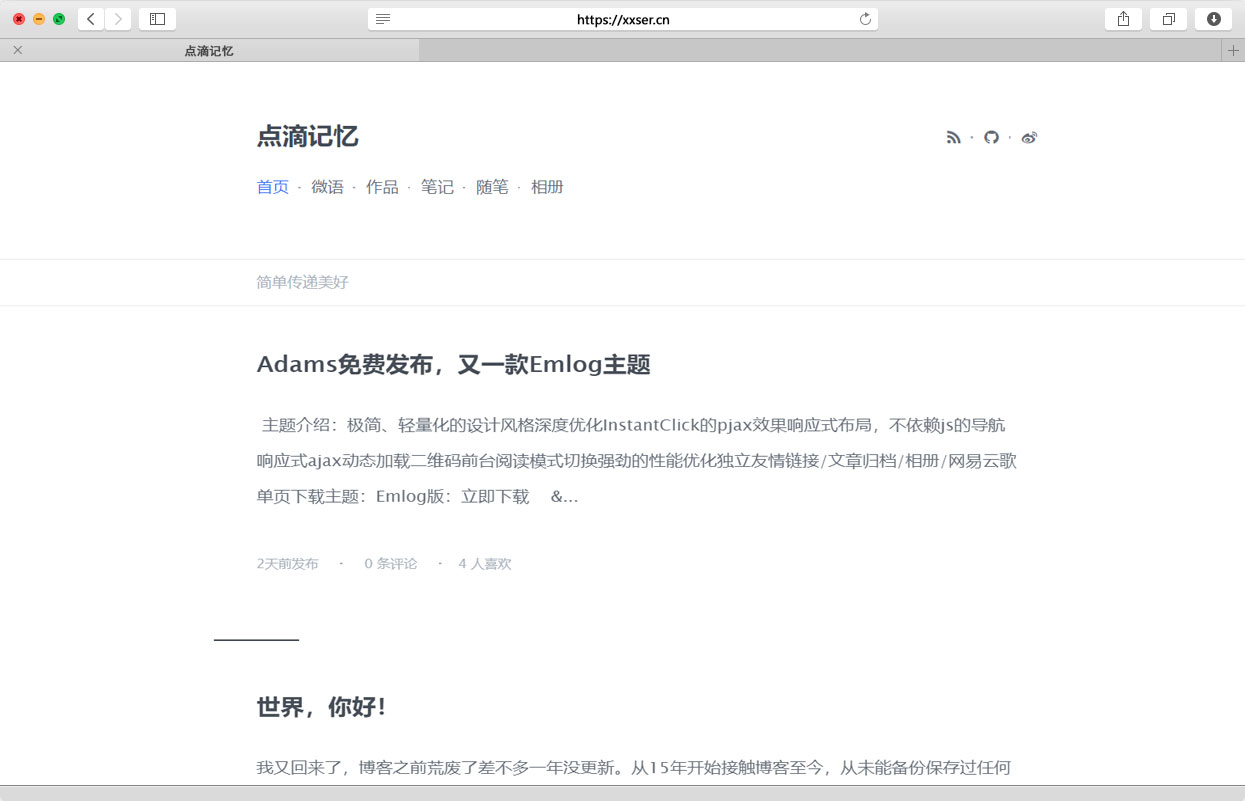 https://xxser.cn
点滴记忆
点滴记忆
首页 · 微语 · 作品 · 笔记 · 随笔 · 相册
简单传递美好
Adams免费发布，又一款Emlog主题
主题介绍：极简、轻量化的设计风格深度优化InstantClick的pjax效果响应式布局，不依赖js的导航
响应式ajax动态加载二维码前台阅读模式切换强劲的性能优化独立友情链接/文章归档/相册/网易云歌
单页下载主题：Emlog版：立即下载 &...
2天前发布 · 0 条评论 · 4 人喜欢
世界，你好！
我又回来了，博客之前荒废了差不多一年没更新。从15年开始接触博客至今，从未能备份保存过任何